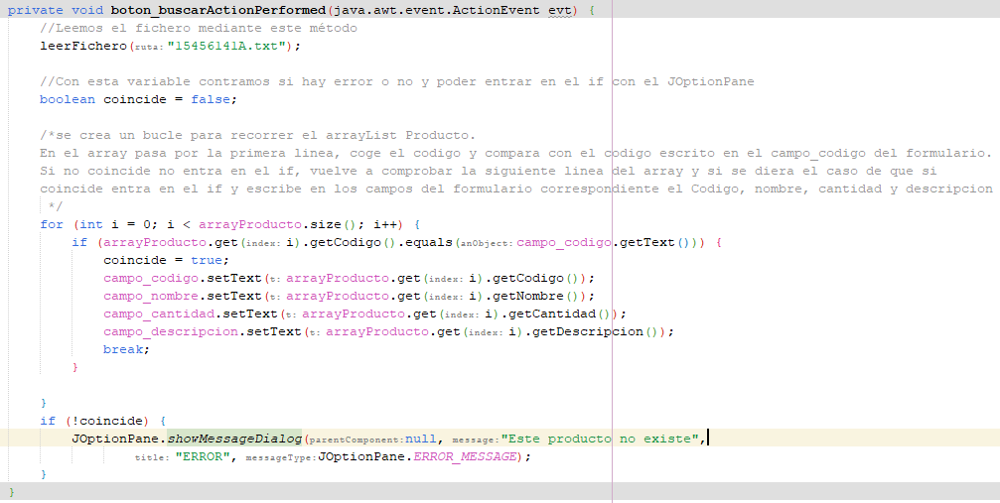 private void boton_buscarActionPerformed(java.awt.event.ActionEvent evt) {
//Leemos el fichero mediante este método
leerFichero(ruta: "15456141A.txt");
//Con esta variable contramos si hay error o no y poder entrar en el if con el JOptionPane
boolean coincide = false;
/*se crea un bucle para recorrer el arrayList Producto.
En el array pasa por la primera linea, coge el codigo y compara con el codigo escrito en el campo_codigo del formulario.
Si no coincide no entra en el if, vuelve a comprobar la siguiente linea del array y si se diera el caso de que si
coincide entra en el if y escribe en los campos del formulario correspondiente el Codigo, nombre, cantidad y descripcion
*/
for (int i = 0; i < arrayProducto.size(); i++) {
if (arrayProducto.get(index: i).getCodigo().equals(anObject: campo_codigo.getText())) {
coincide = true;
campo_codigo.setText(t: arrayProducto.get(index: i).getCodigo());
campo_nombre.setText(t: arrayProducto.get(index: i).getNombre());
campo_cantidad.setText(t: arrayProducto.get(index: i).getCantidad());
campo_descripcion.setText(t: arrayProducto.get(index: i).getDescripcion());
break;
}
}
if (!coincide) {
JOptionPane.showMessageDialog(parentComponent: null, message: "Este producto no existe",
title: "ERROR", messageType: JOptionPane.ERROR_MESSAGE);
}
}